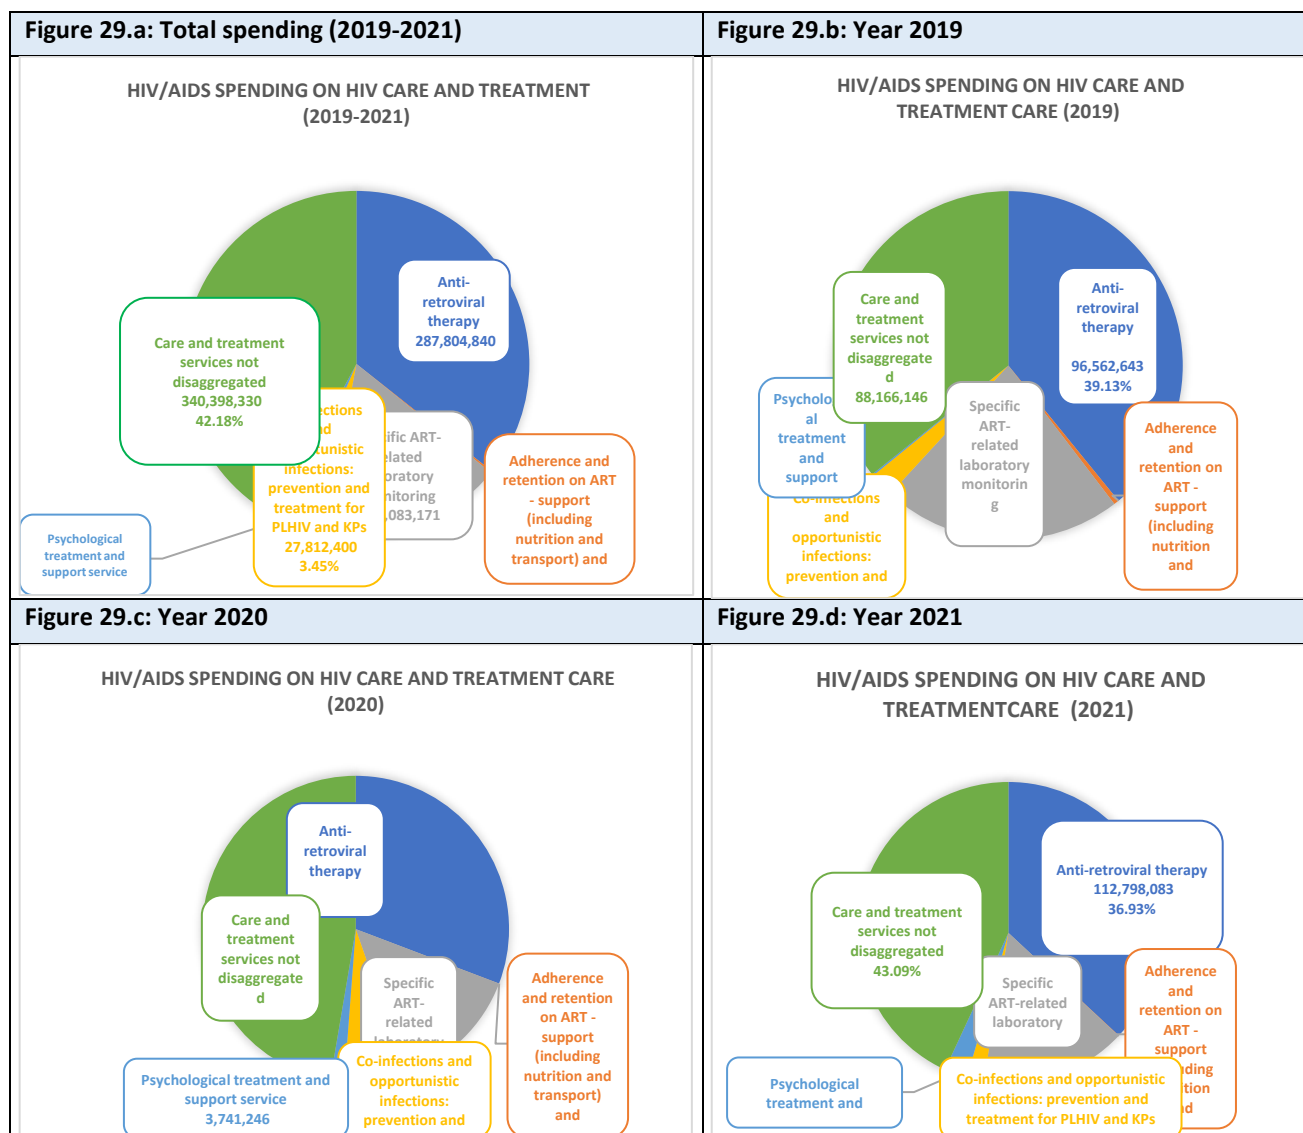 Figure 29.a: Total spending (2019-2021)
HIV/AIDS SPENDING ON HIV CARE AND TREATMENT
(2019-2021)
Anti-
retroviral
therapy
287,804,840
Care and treatment
services not
disaggregated
340,398,330
42.18%
infections:
prevention and
treatment for
PLHIV and KPs
27,812,400
3.45%
ART-
Adherence and
retention on ART
- support
(including
nutrition and
transport) and
Psychological
treatment and
support service
Figure 29.b: Year 2019
HIV/AIDS SPENDING ON HIV CARE AND
TREATMENT CARE (2019)
Anti-
retroviral
therapy
96,562,643
39.13%
Care and
treatment
services not
disaggregate
d
88,166,146
Psycholo
al
treatment
and
support
Specific
ART-
related
laboratory
monitorin
g
Adherence
and
retention on
ART -
support
(including
nutrition
and
Co-infections
and
opportunistic
infections:
prevention and
Figure 29.c: Year 2020
HIV/AIDS SPENDING ON HIV CARE AND TREATMENT CARE
(2020)
Anti-
retroviral
therapy
Care and
treatment
services not
disaggregate
d
Specific
ART-
related
laboratory
Adherence
and retention
on ART -
support
(including
nutrition and
transport)
and
Psychological treatment and
support service
3,741,246
Co-infections and
opportunistic
infections:
prevention and
Figure 29.d: Year 2021
HIV/AIDS SPENDING ON HIV CARE AND
TREATMENTCARE (2021)
Anti-retroviral therapy
112,798,083
36.93%
Care and treatment
services not
disaggregated
43.09%
Specific
ART-related
laboratory
Adherence
and
retention on
ART -
support
Psychological
treatment and
Co-infections and opportunistic
infections: prevention and
treatment for PLHIV and KPs